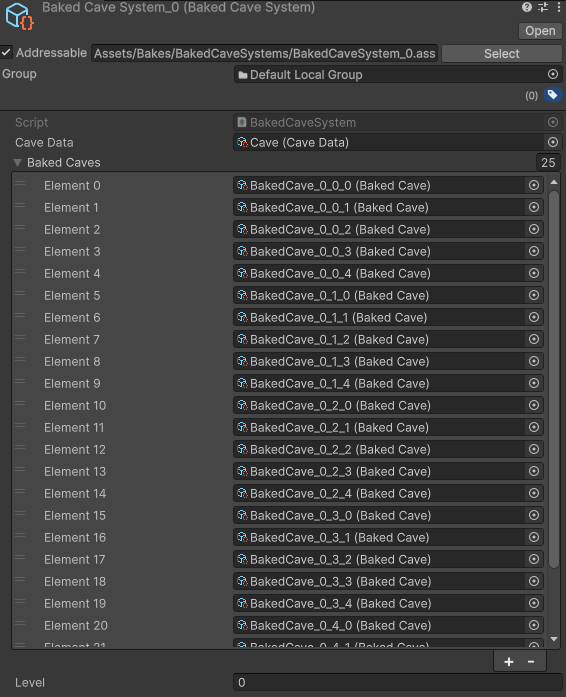 Baked Cave System_0 (Baked Cave System)
Open
Addressable Assets/Bakes/BakedCaveSystems/BakedCaveSystem_0.ass Select
Group Default Local Group
(0)
Script BakedCaveSystem
Cave Data Cave (Cave Data)
Baked Caves 25
Element 0 BakedCave_0_0_0 (Baked Cave)
Element 1 BakedCave_0_0_1 (Baked Cave)
Element 2 BakedCave_0_0_2 (Baked Cave)
Element 3 BakedCave_0_0_3 (Baked Cave)
Element 4 BakedCave_0_0_4 (Baked Cave)
Element 5 BakedCave_0_1_0 (Baked Cave)
Element 6 BakedCave_0_1_1 (Baked Cave)
Element 7 BakedCave_0_1_2 (Baked Cave)
Element 8 BakedCave_0_1_3 (Baked Cave)
Element 9 BakedCave_0_1_4 (Baked Cave)
Element 10 BakedCave_0_2_0 (Baked Cave)
Element 11 BakedCave_0_2_1 (Baked Cave)
Element 12 BakedCave_0_2_2 (Baked Cave)
Element 13 BakedCave_0_2_3 (Baked Cave)
Element 14 BakedCave_0_2_4 (Baked Cave)
Element 15 BakedCave_0_3_0 (Baked Cave)
Element 16 BakedCave_0_3_1 (Baked Cave)
Element 17 BakedCave_0_3_2 (Baked Cave)
Element 18 BakedCave_0_3_3 (Baked Cave)
Element 19 BakedCave_0_3_4 (Baked Cave)
Element 20 BakedCave_0_4_0 (Baked Cave)
Element 21 BakedCave_0_4_1 (Baked Cave)
Level 0